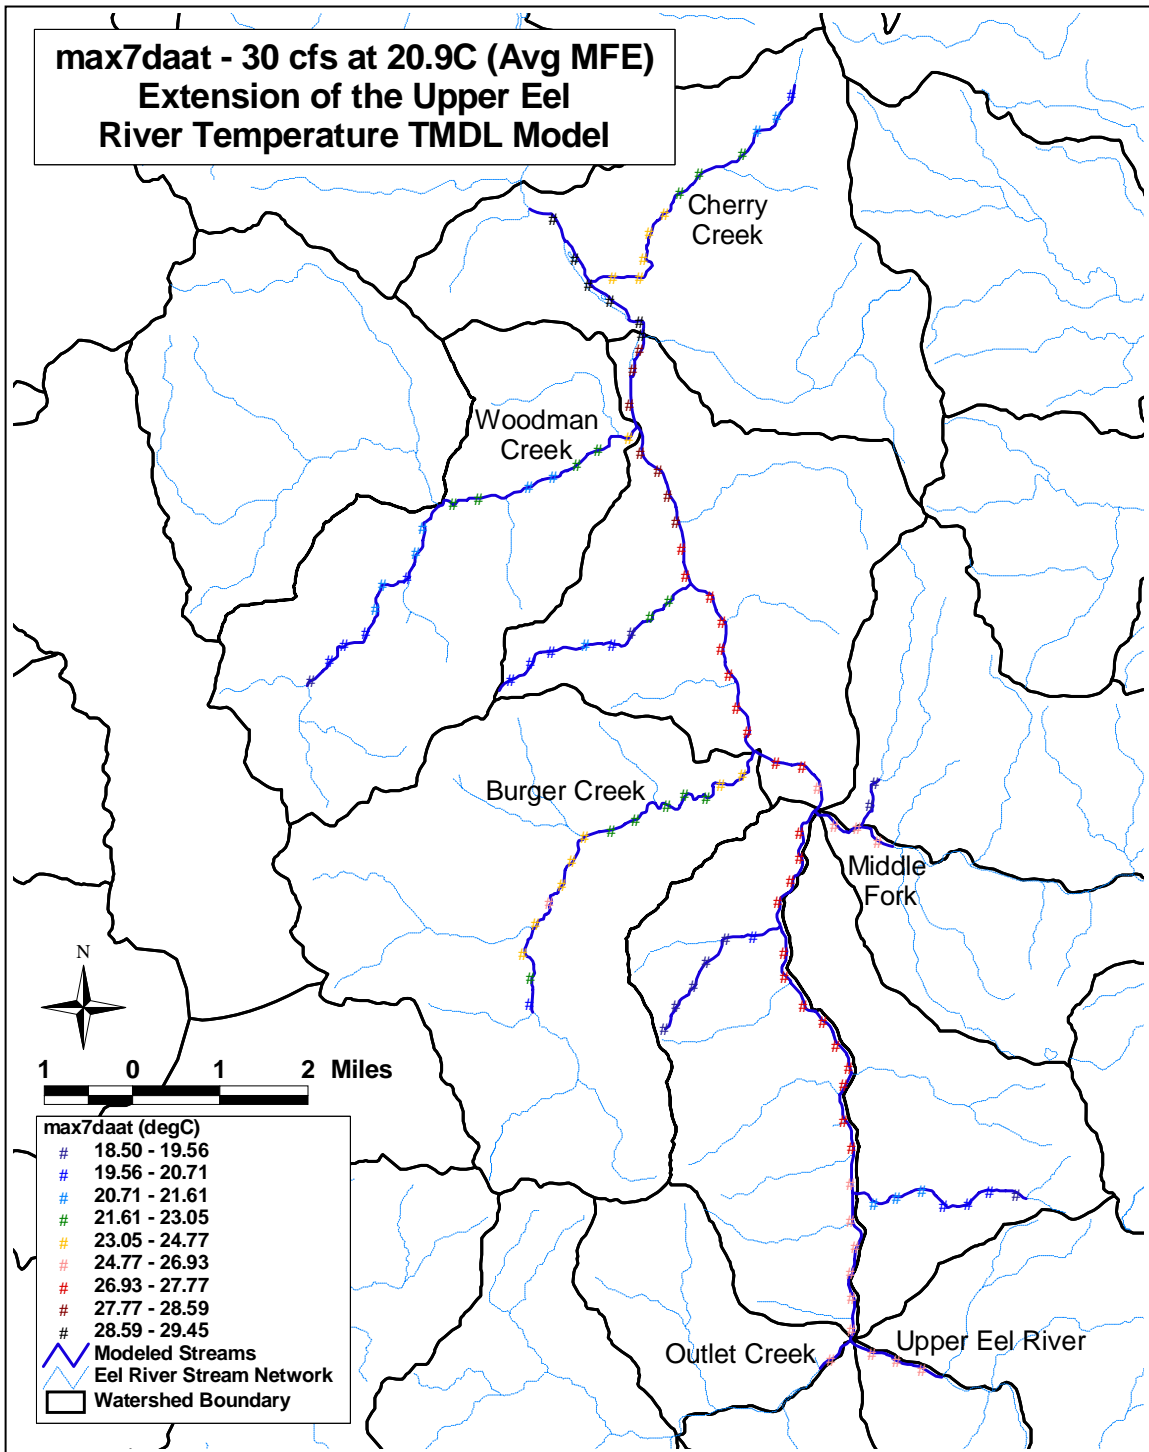 max7daat - 30 cfs at 20.9C (Avg MFE)
Extension of the Upper Eel
River Temperature TMDL Model
Cherry
Creek
Woodman
Creek
Burger Creek
Middle
Fork
N
1 0 1 2 Miles
max7daat (degC)
# 18.50 - 19.56
# 19.56 - 20.71
# 20.71 - 21.61
# 21.61 - 23.05
# 23.05 - 24.77
# 24.77 - 26.93
# 26.93 - 27.77
# 27.77 - 28.59
# 28.59 - 29.45
Modeled Streams
Eel River Stream Network
Watershed Boundary
Outlet Creek
Upper Eel River